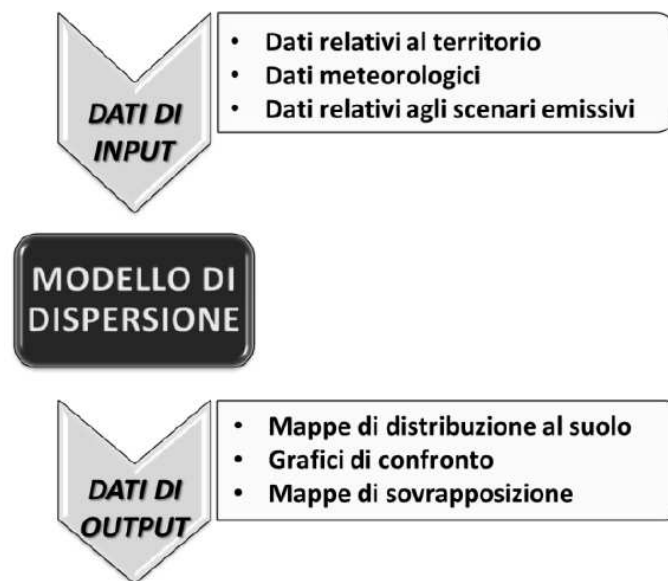 DATI DI
INPUT
• Dati relativi al territorio
• Dati meteorologici
• Dati relativi agli scenari emissivi
MODELLO DI
DISPERSIONE
DATI DI
OUTPUT
• Mappe di distribuzione al suolo
• Grafici di confronto
• Mappe di sovrapposizione